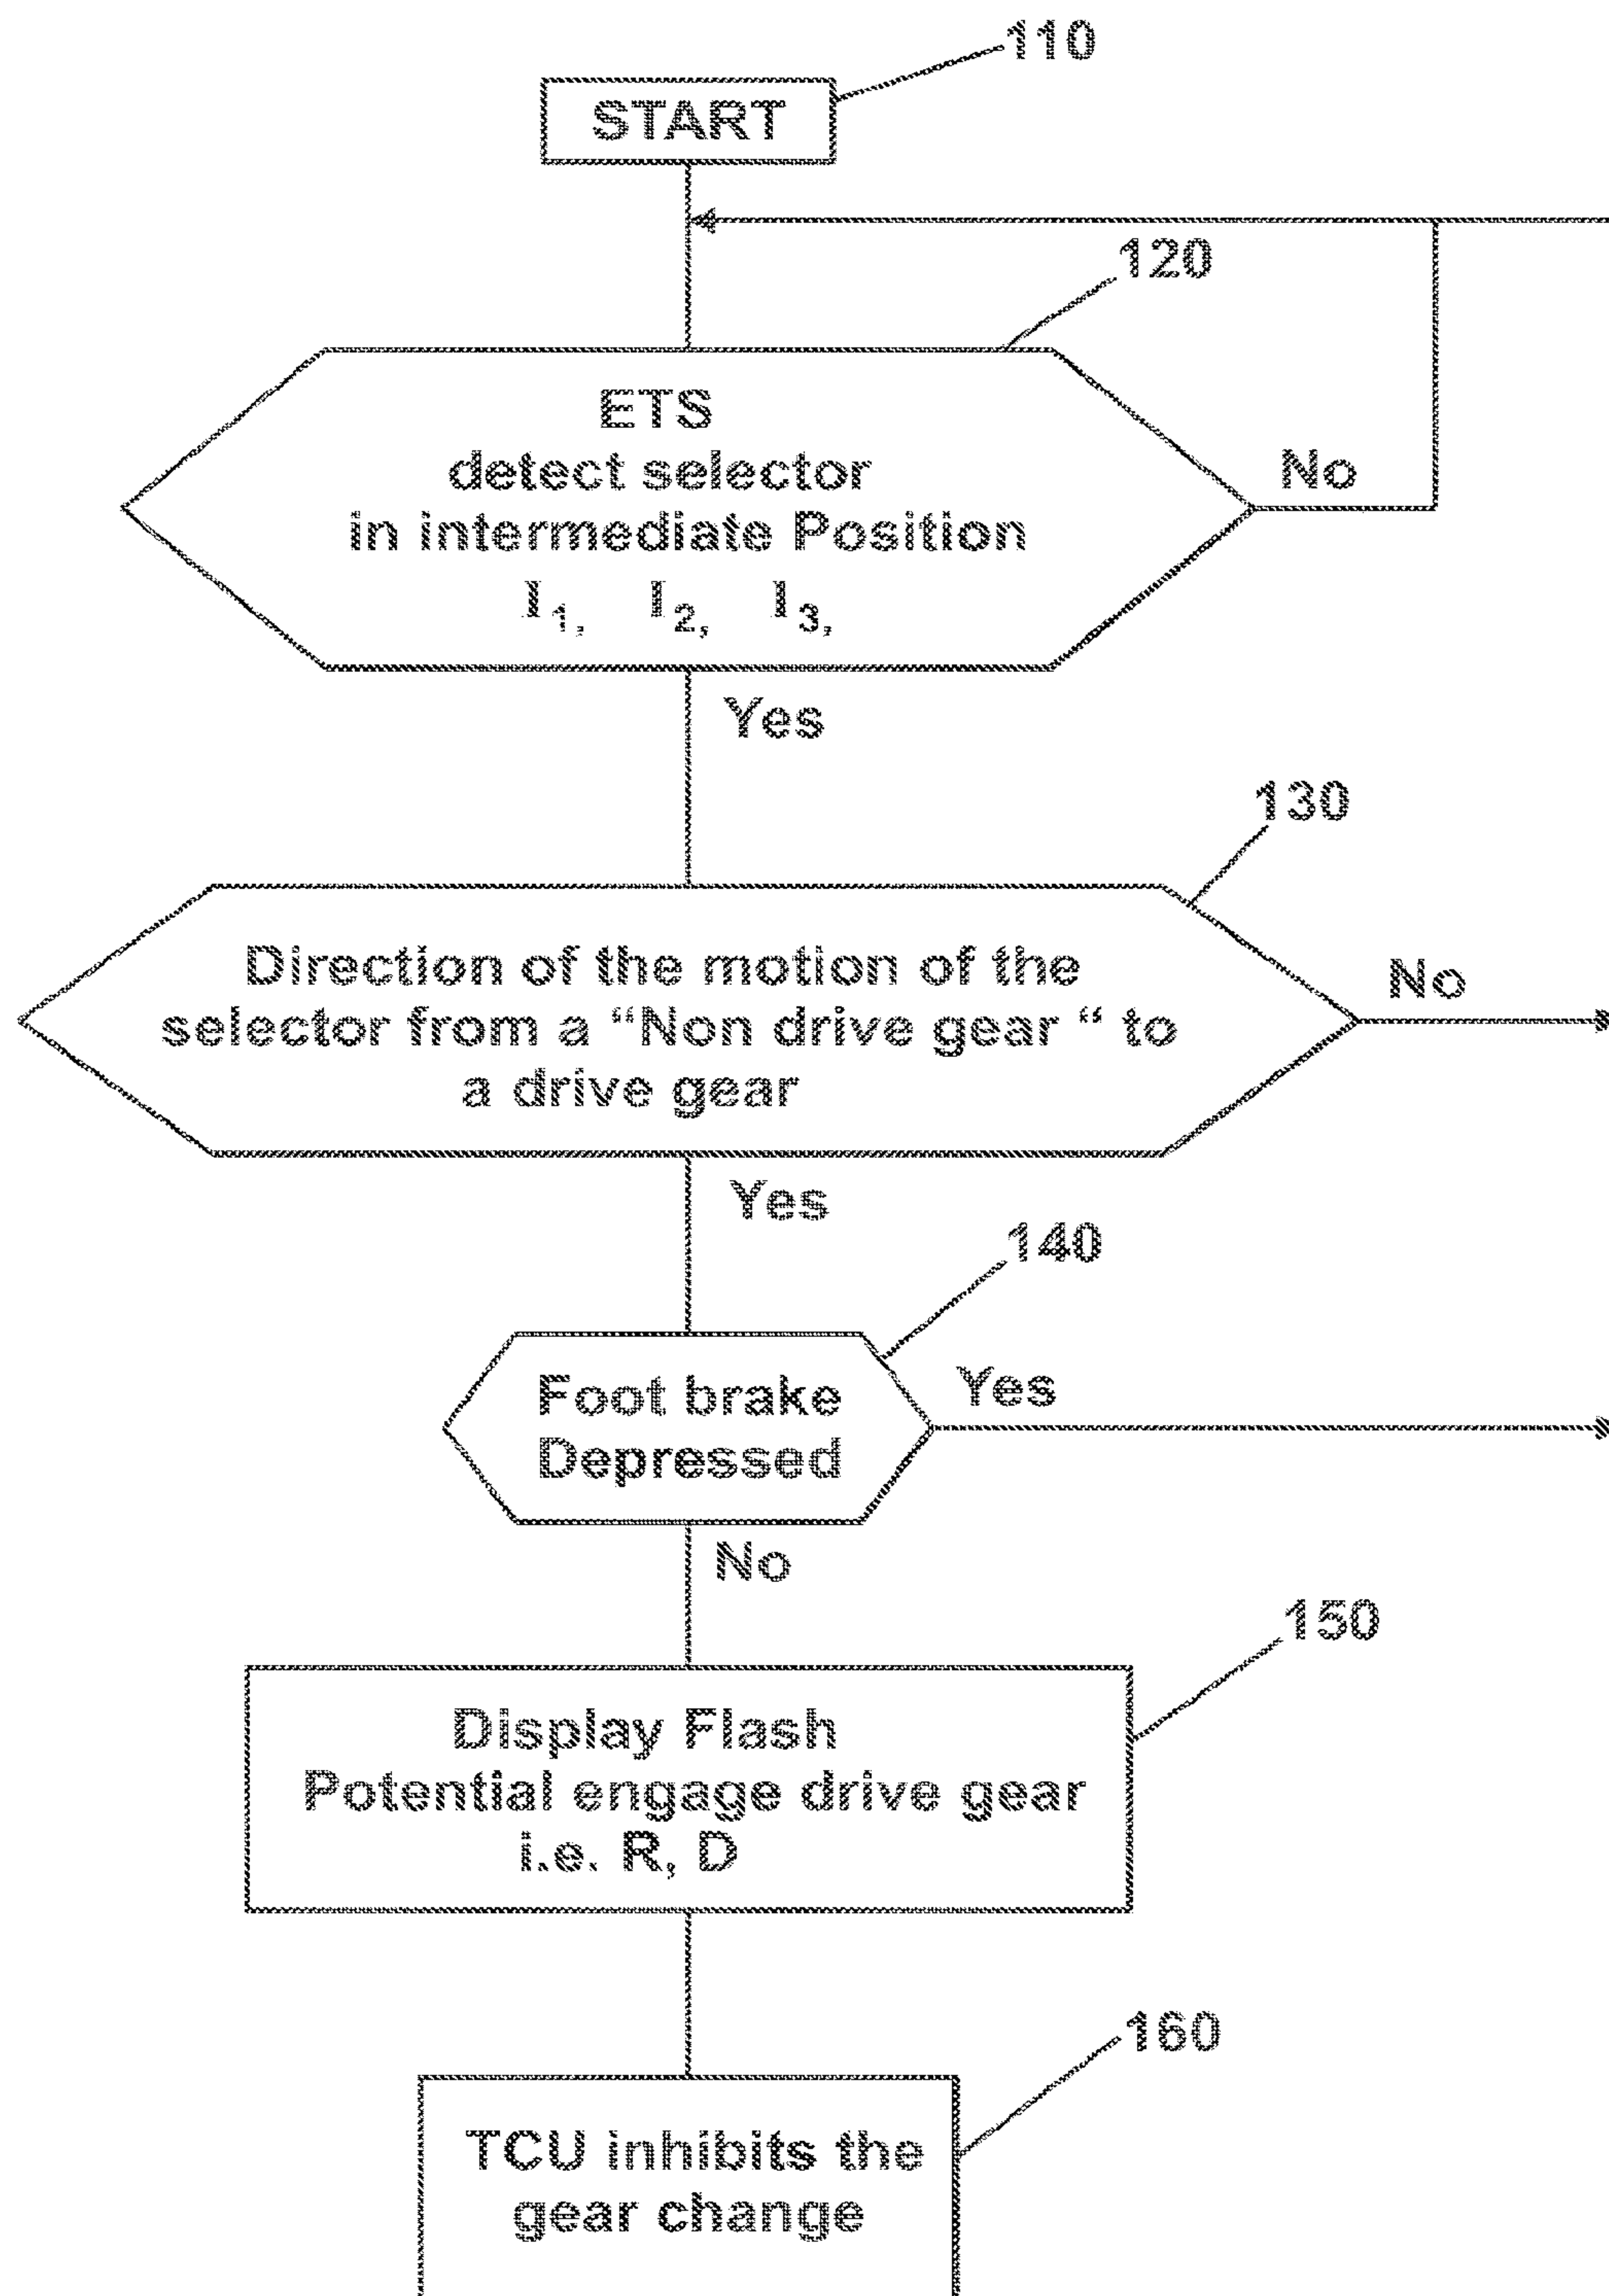 110
START
120
ETS
detect selector
in intermediate Position
I₁, I₂, I₃,
No
Yes
130
Direction of the motion of the
selector from a “Non drive gear “ to
a drive gear
No
Yes
140
Foot brake
Depressed
Yes
No
150
Display Flash
Potential engage drive gear
i.e. R, D
160
TCU inhibits the
gear change